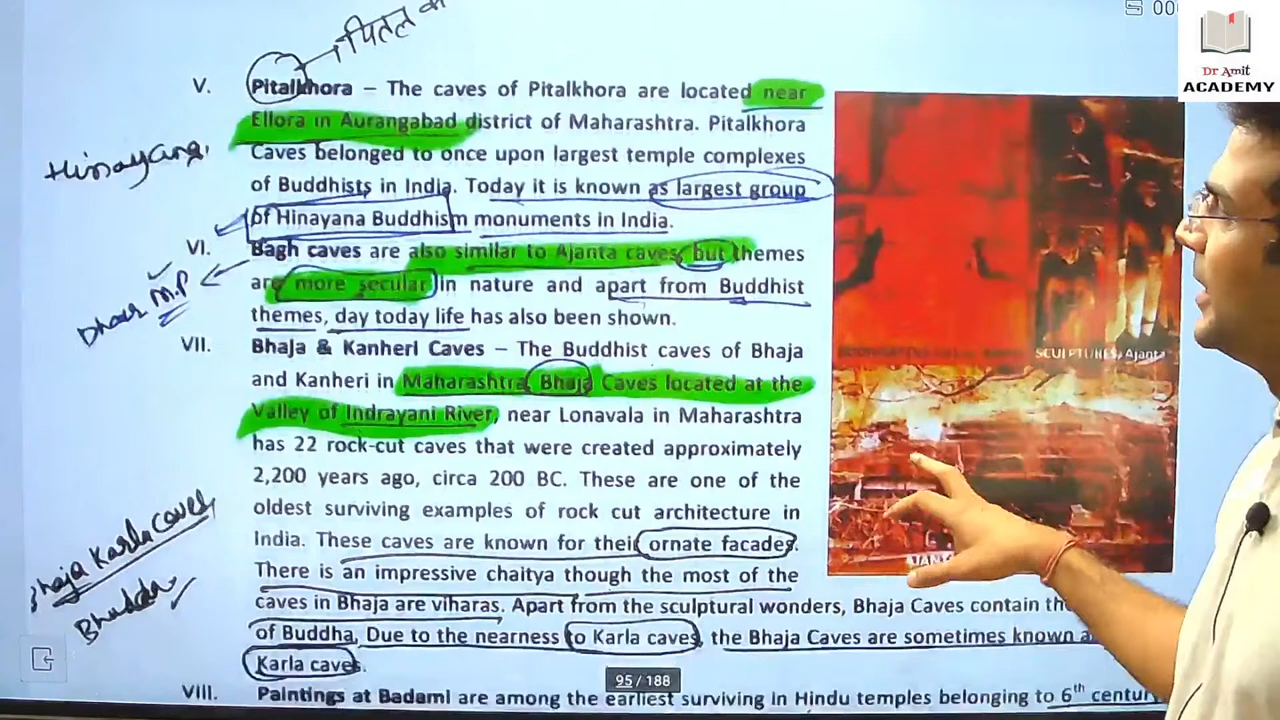 पितल
S 00
Dr Amit
ACADEMY
V. Pitalkhora – The caves of Pitalkhora are located near
Ellora in Aurangabad district of Maharashtra. Pitalkhora
Hinayana.
Caves belonged to once upon largest temple complexes
of Buddhists in India. Today it is known as largest group
of Hinayana Buddhism monuments in India.
VI. Bagh caves are also similar to Ajanta caves, but themes
are more secular in nature and apart from Buddhist
Dhar M.P
themes, day today life has also been shown.
VII. Bhaja & Kanheri Caves – The Buddhist caves of Bhaja
SCULPTURES, Ajanta
and Kanheri in Maharashtra Bhaja Caves located at the
Valley of Indrayani River, near Lonavala in Maharashtra
has 22 rock-cut caves that were created approximately
2,200 years ago, circa 200 BC. These are one of the
oldest surviving examples of rock cut architecture in
India. These caves are known for their ornate facades.
Bhaja Karla caves
There is an impressive chaitya though the most of the
caves in Bhaja are viharas. Apart from the sculptural wonders, Bhaja Caves contain
of Buddha, Due to the nearness to Karla caves, the Bhaja Caves are sometimes known
Karla caves.
95 / 188
VIII. Paintings at Badami are among the earliest surviving in Hindu temples belonging to 6th century